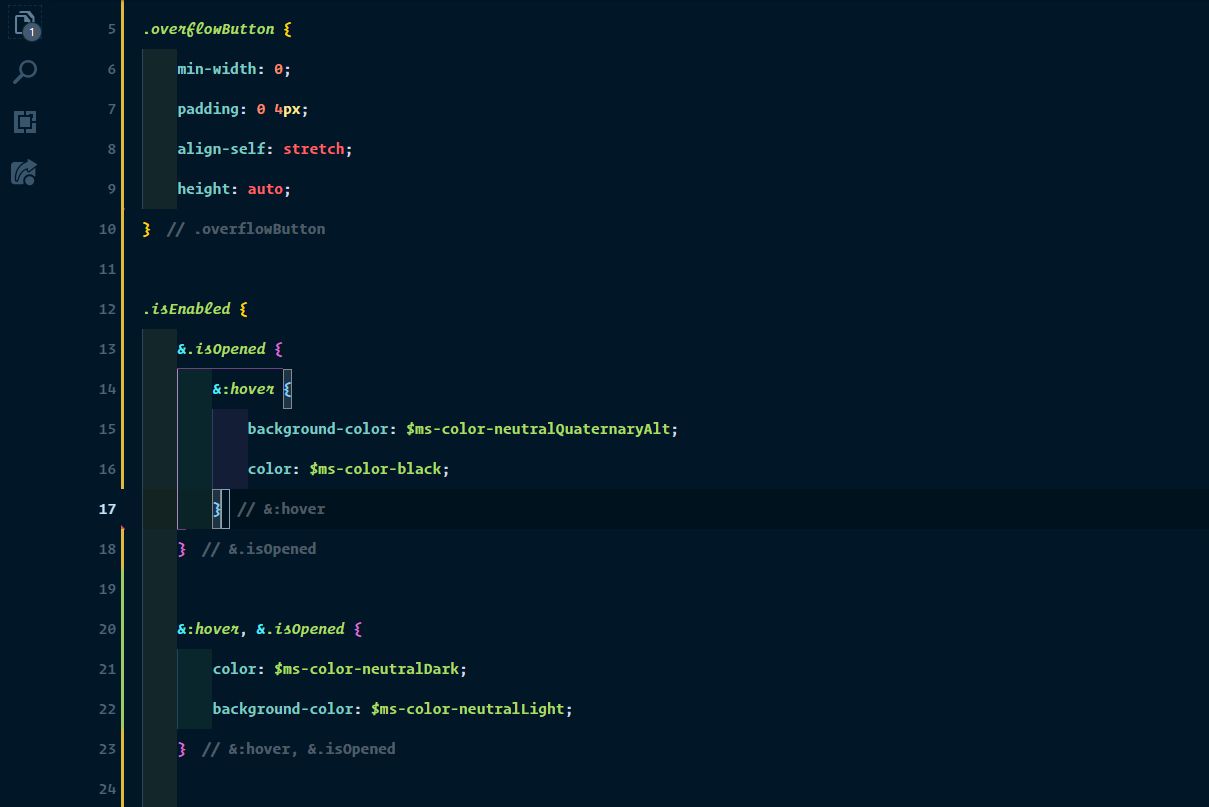 1
5 .overflowButton {
6 min-width: 0;
7 padding: 0 4px;
8 align-self: stretch;
9 height: auto;
10 } // .overflowButton
11
12 .isEnabled {
13 &.isOpened {
14 &:hover {
15 background-color: $ms-color-neutralQuaternaryAlt;
16 color: $ms-color-black;
17 } // &:hover
18 } // &.isOpened
19
20 &:hover, &.isOpened {
21 color: $ms-color-neutralDark;
22 background-color: $ms-color-neutralLight;
23 } // &:hover, &.isOpened
24